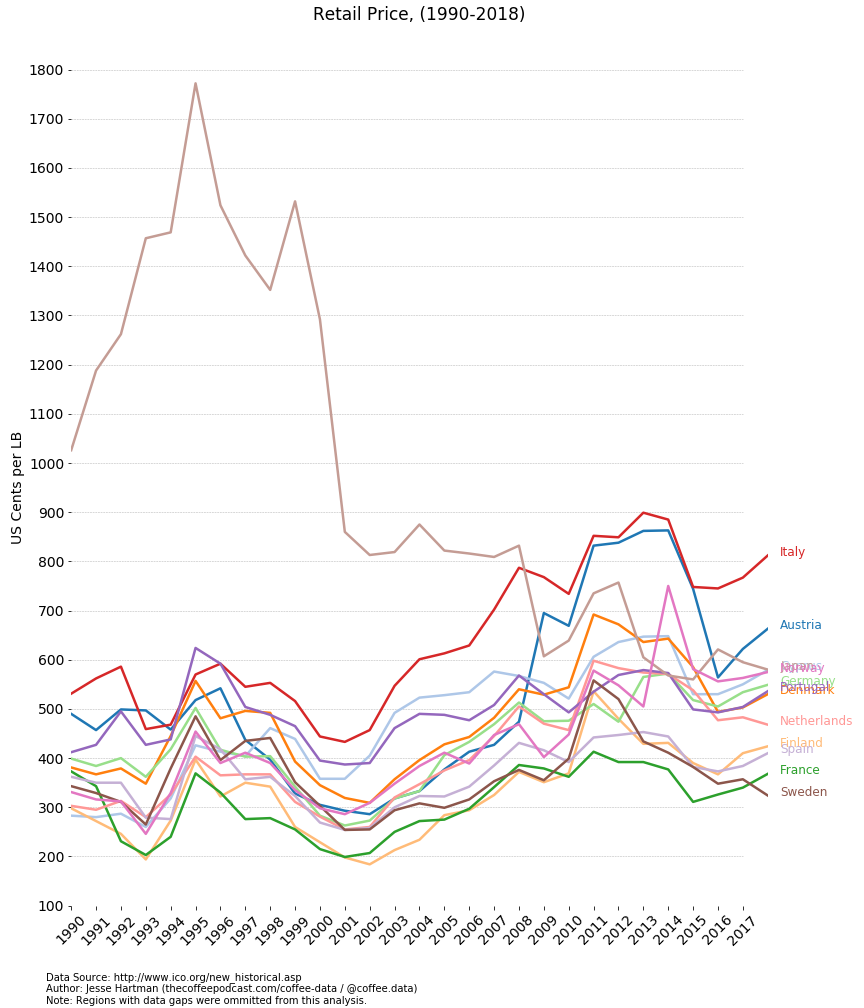 Retail Price, (1990-2018)
US Cents per LB
1800
1700
1600
1500
1400
1300
1200
1100
1000
900
800
700
600
500
400
300
200
100
Italy
Austria
Norway
Germany
Portugal
Denmark
Netherlands
Finland
Spain
France
Sweden
1990
1991
1992
1993
1994
1995
1996
1997
1998
1999
2000
2001
2002
2003
2004
2005
2006
2007
2008
2009
2010
2011
2012
2013
2014
2015
2016
2017
Data Source: http://www.ico.org/new_historical.asp
Author: Jesse Hartman (thecoffeepodcast.com/coffee-data / @coffee.data)
Note: Regions with data gaps were ommitted from this analysis.